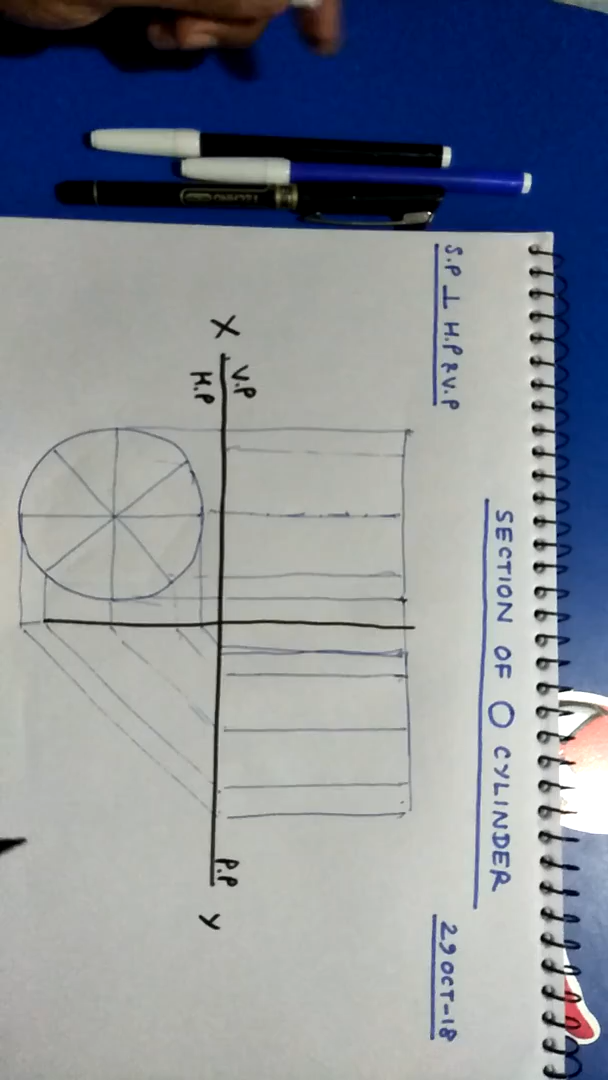 SECTION OF O CYLINDER
S.P ⊥ H.P & V.P
29 OCT-18
X
V.P
H.P
P.P
Y